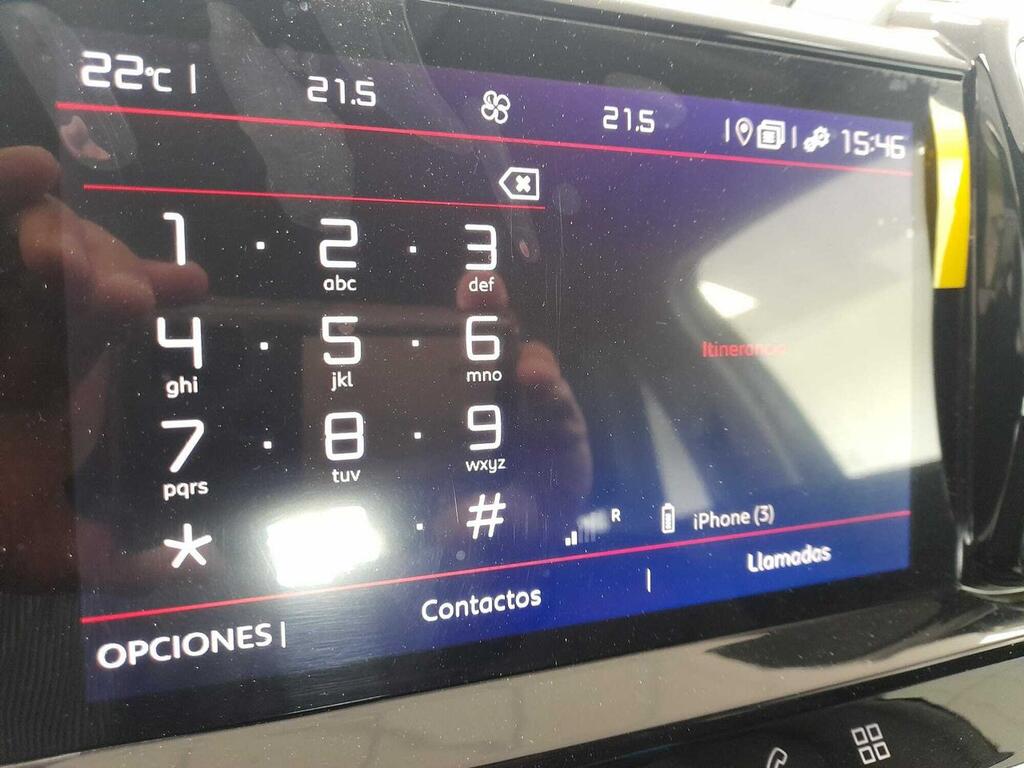 22°C | 21.5 21.5 | | 15:46
1 · 2 · 3
abc def
4 · 5 · 6
ghi jkl mno
7 · 8 · 9
pqrs tuv wxyz
* · #
Itinerancia
R iPhone (3)
OPCIONES | Contactos | Llamadas